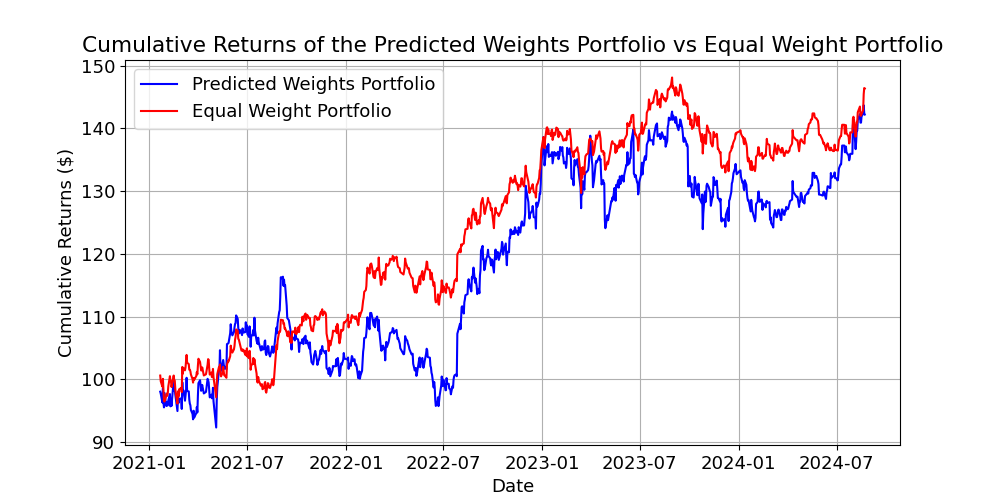 Cumulative Returns of the Predicted Weights Portfolio vs Equal Weight Portfolio
150
140
130
120
110
100
90
Cumulative Returns ($)
Predicted Weights Portfolio
Equal Weight Portfolio
2021-01 2021-07 2022-01 2022-07 2023-01 2023-07 2024-01 2024-07
Date